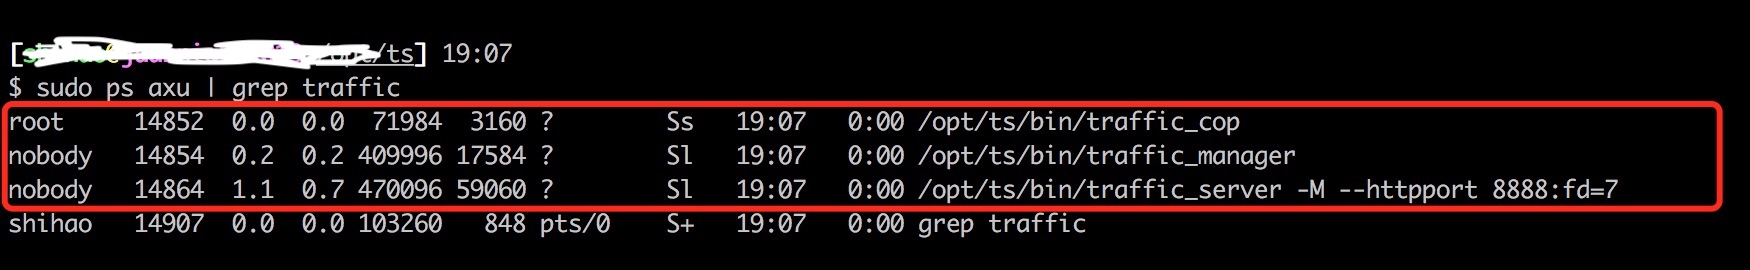 /opt/ts] 19:07
$ sudo ps axu | grep traffic
root 14852 0.0 0.0 71984 3160 ? Ss 19:07 0:00 /opt/ts/bin/traffic_cop
nobody 14854 0.2 0.2 409996 17584 ? Sl 19:07 0:00 /opt/ts/bin/traffic_manager
nobody 14864 1.1 0.7 470096 59060 ? Sl 19:07 0:00 /opt/ts/bin/traffic_server -M --httpport 8888:fd=7
shihao 14907 0.0 0.0 103260 848 pts/0 S+ 19:07 0:00 grep traffic